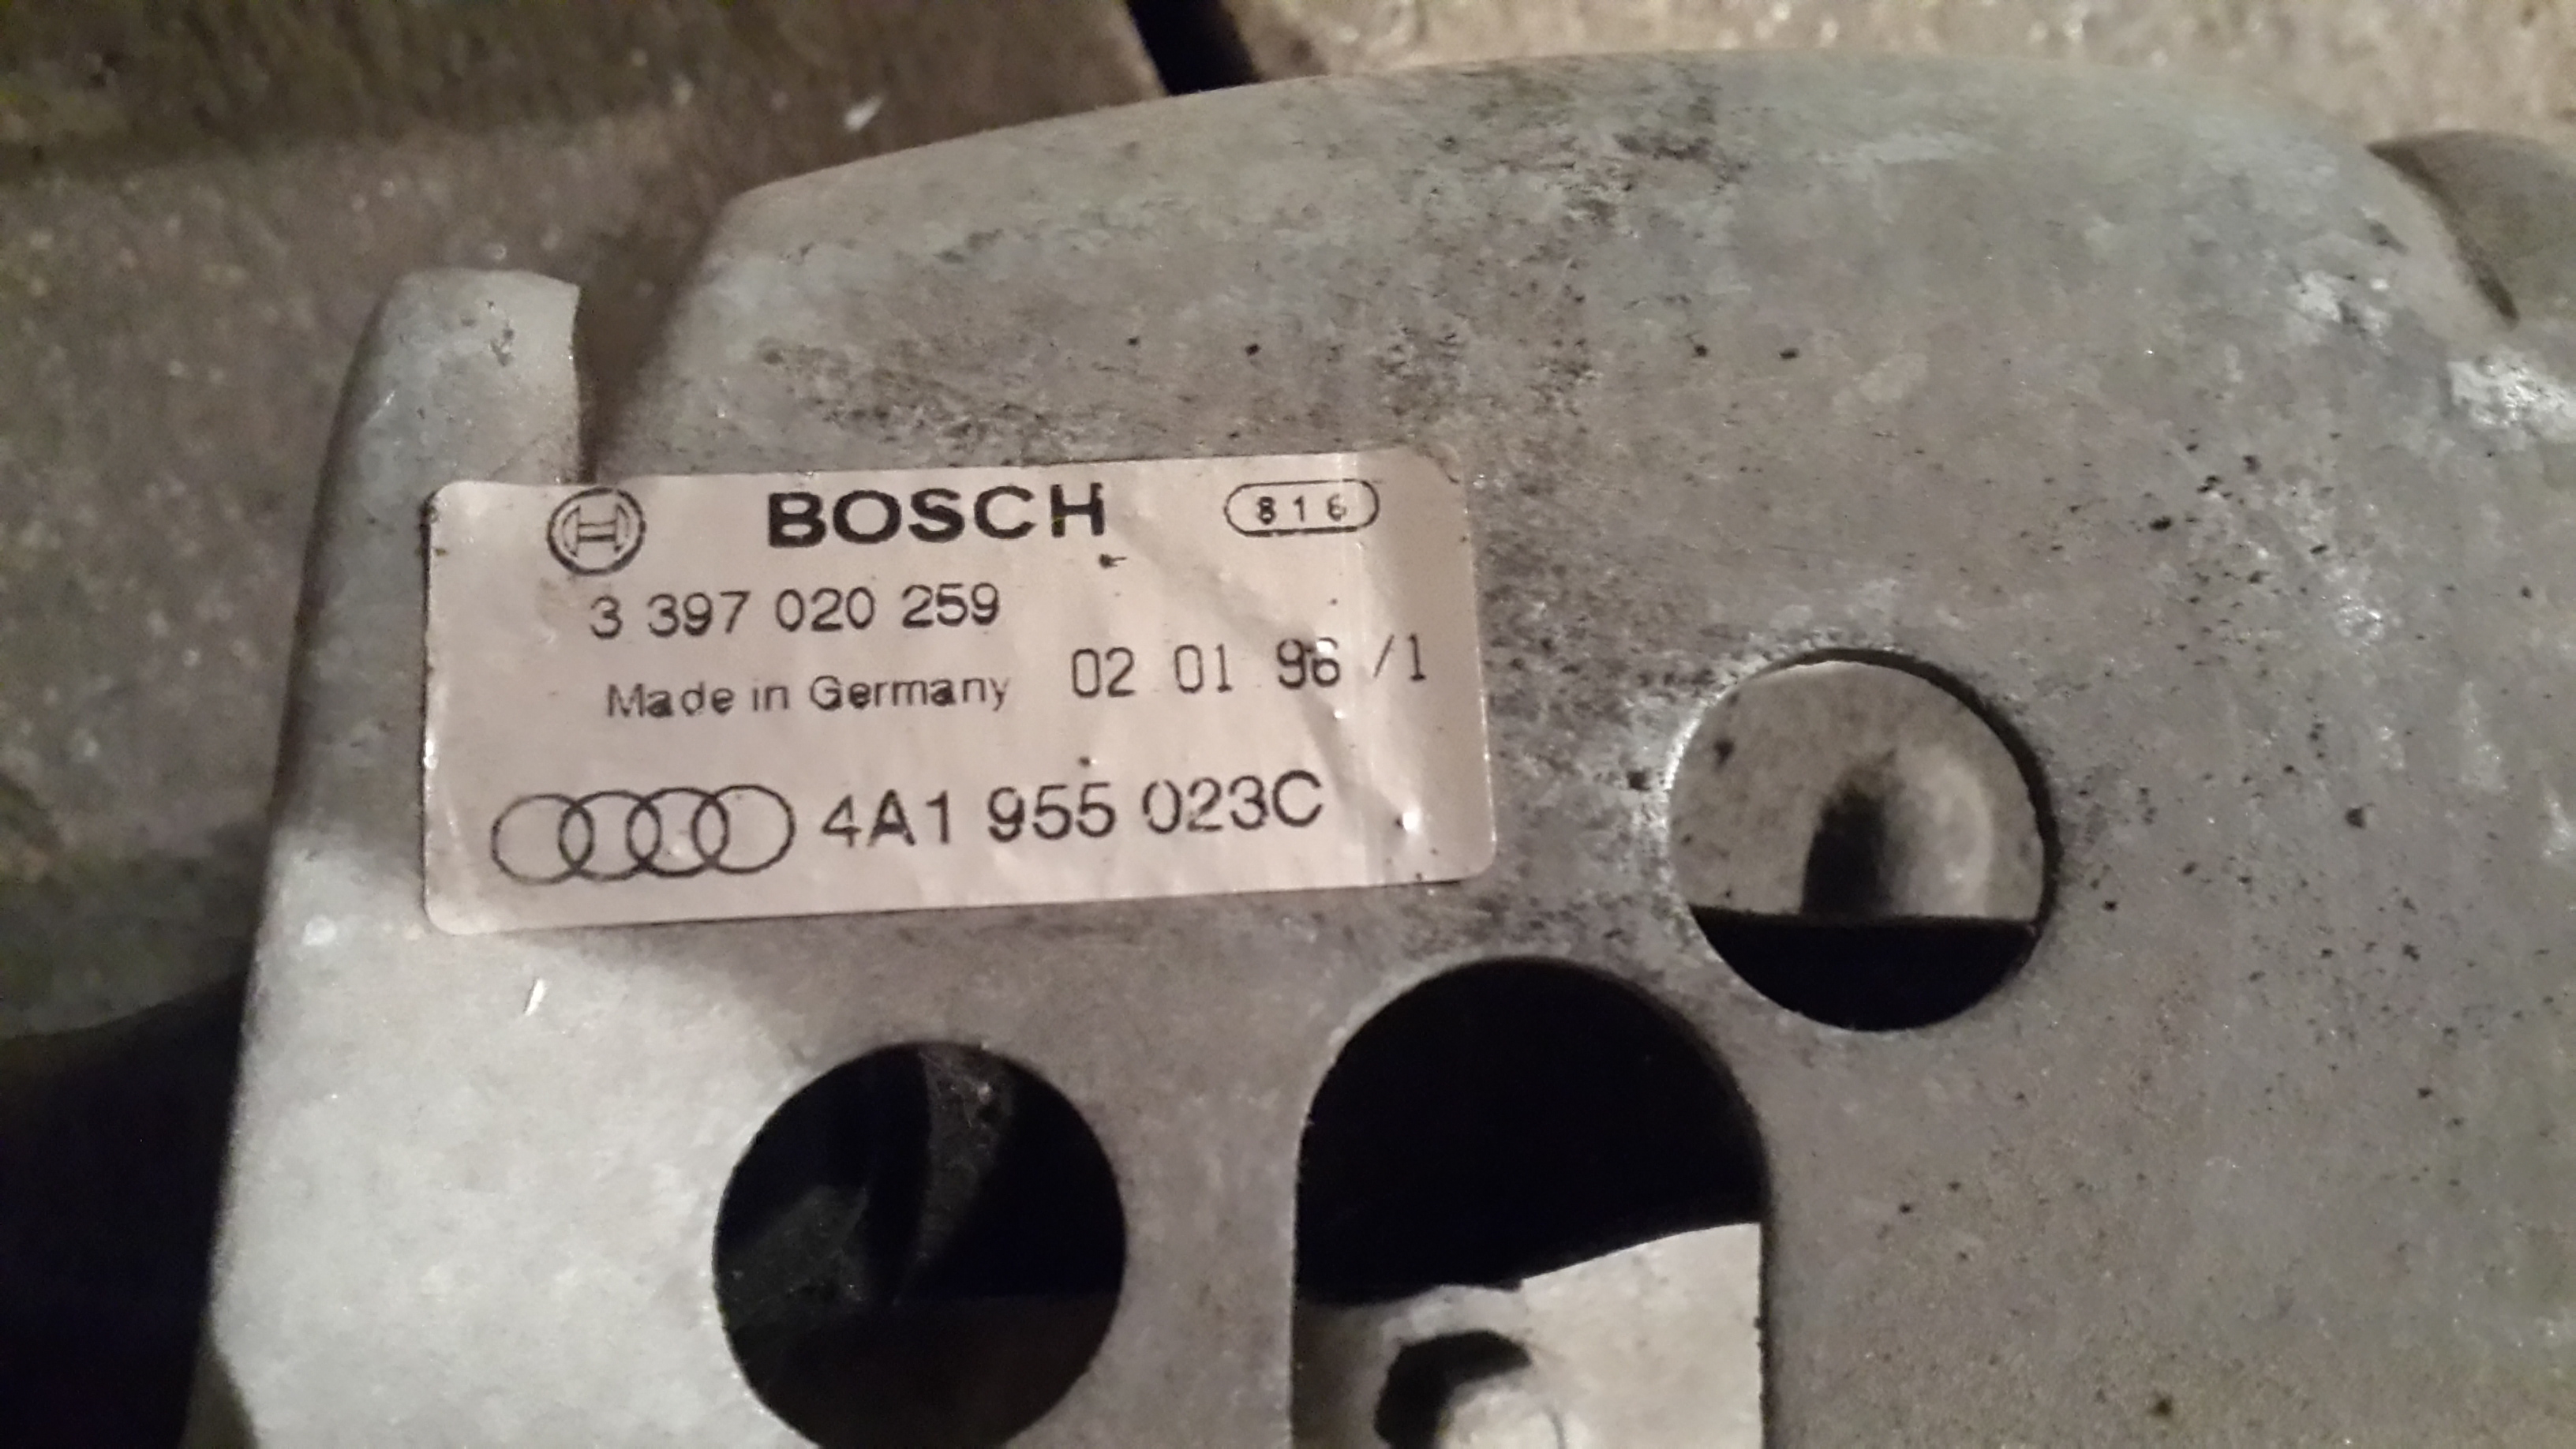 BOSCH 816
3 397 020 259
Made in Germany 02 01 96 /1
4A1 955 023C